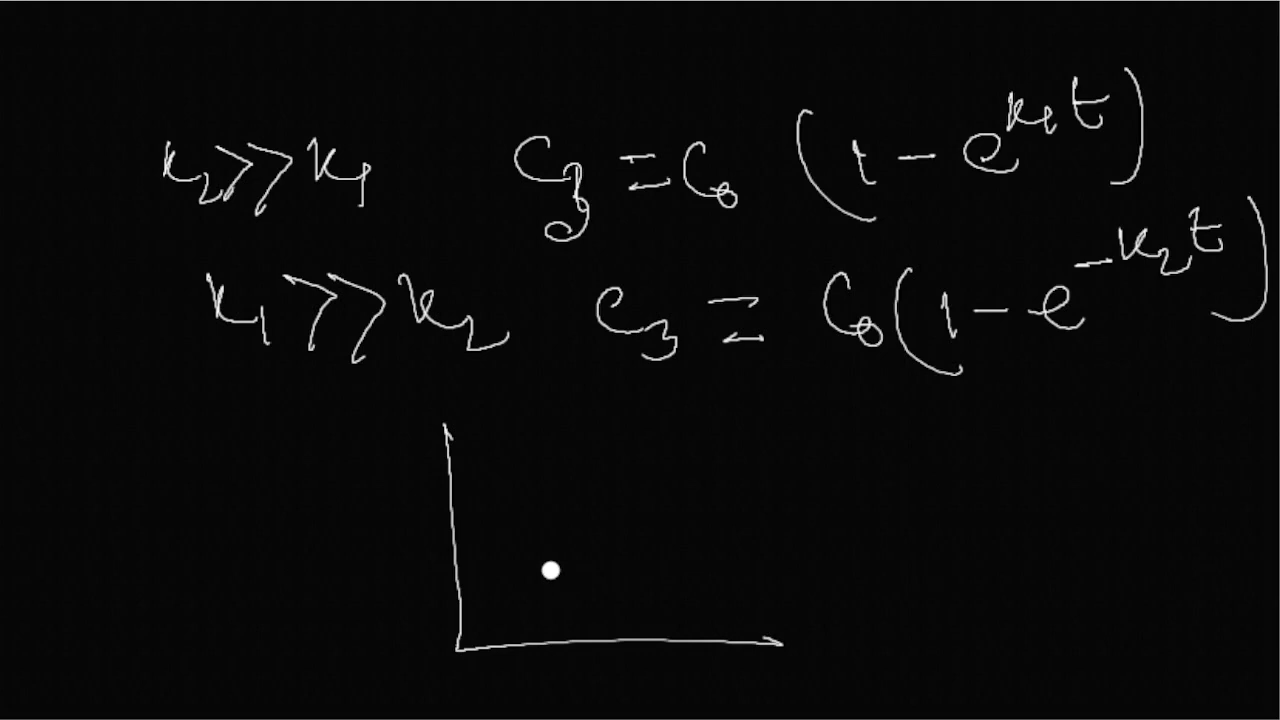 k₂ >> k₁ C₃ = C₀ (1 - e^{k₁t})
k₁ >> k₂ C₃ = C₀ (1 - e^{-k₂t})